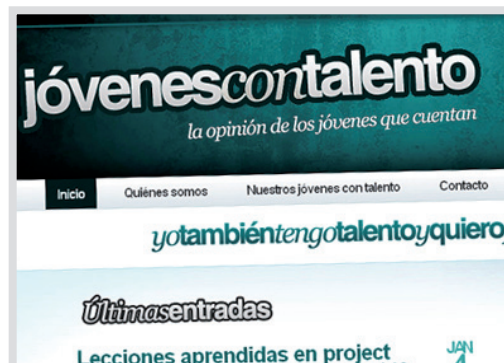 jóvenescontalento
la opinión de los jóvenes que cuentan
Inicio Quiénes somos Nuestros jóvenes con talento Contacto
yotambiéntengotalentoyquiero
Últimasentradas
Lecciones aprendidas en project
JAN